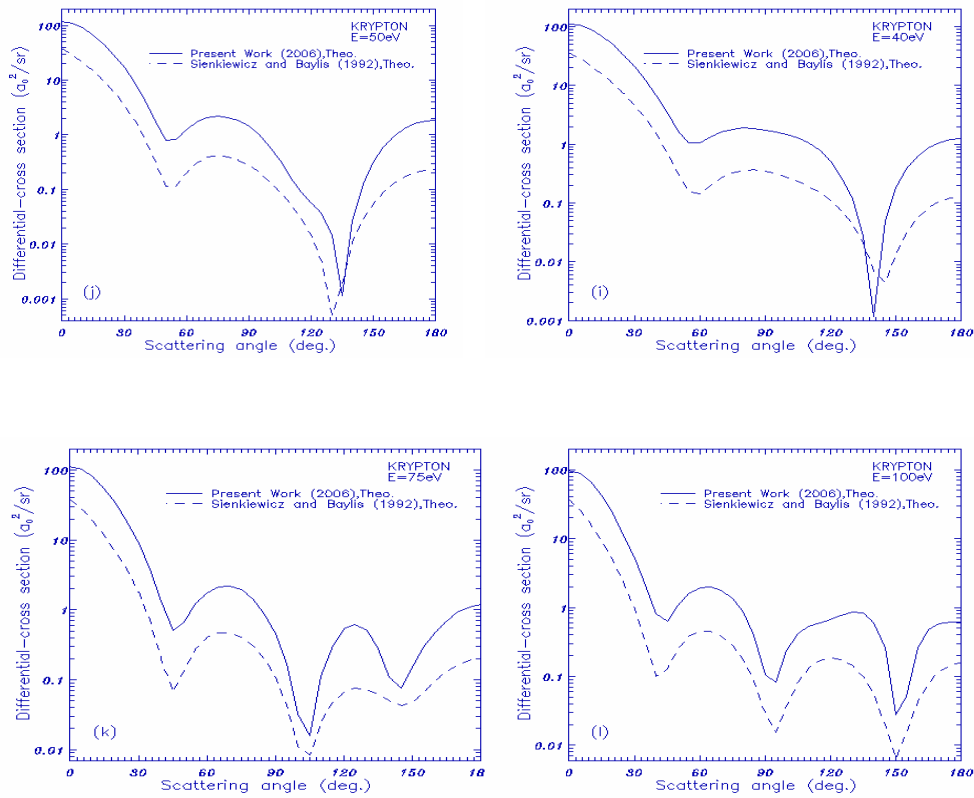 KRYPTON
E=50eV
Present Work (2006),Theo.
Sienkiewicz and Baylis (1992),Theo.
Differential-cross section (a₀²/sr)
100
10
1
0.1
0.01
0.001
(j)
0 30 60 90 120 150 180
Scattering angle (deg.)
KRYPTON
E=40eV
Present Work (2006),Theo.
Sienkiewicz and Baylis (1992),Theo.
Differential-cross section (a₀²/sr)
100
10
1
0.1
0.01
0.001
(i)
0 30 60 90 120 150 180
Scattering angle (deg.)
KRYPTON
E=75eV
Present Work (2006),Theo.
Sienkiewicz and Baylis (1992),Theo.
Differential-cross section (a₀²/sr)
100
10
1
0.1
0.01
(k)
0 30 60 90 120 150 18
Scattering angle (deg.)
KRYPTON
E=100eV
Present Work (2006),Theo.
Sienkiewicz and Baylis (1992),Theo.
Differential-cross section (a₀²/sr)
100
10
1
0.1
0.01
(l)
0 30 60 90 120 150 180
Scattering angle (deg.)